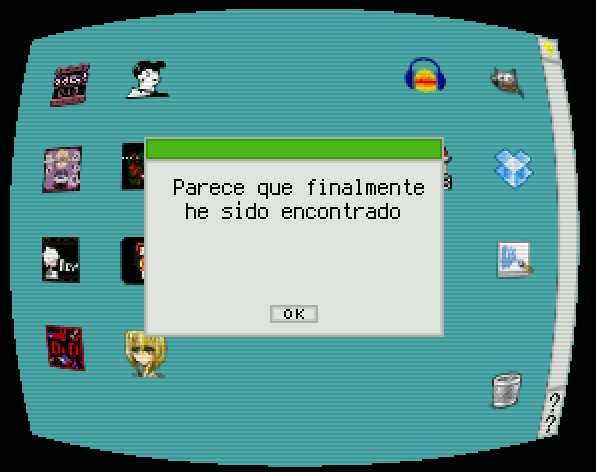 Parece que finalmente
he sido encontrado
OK
?
?
?